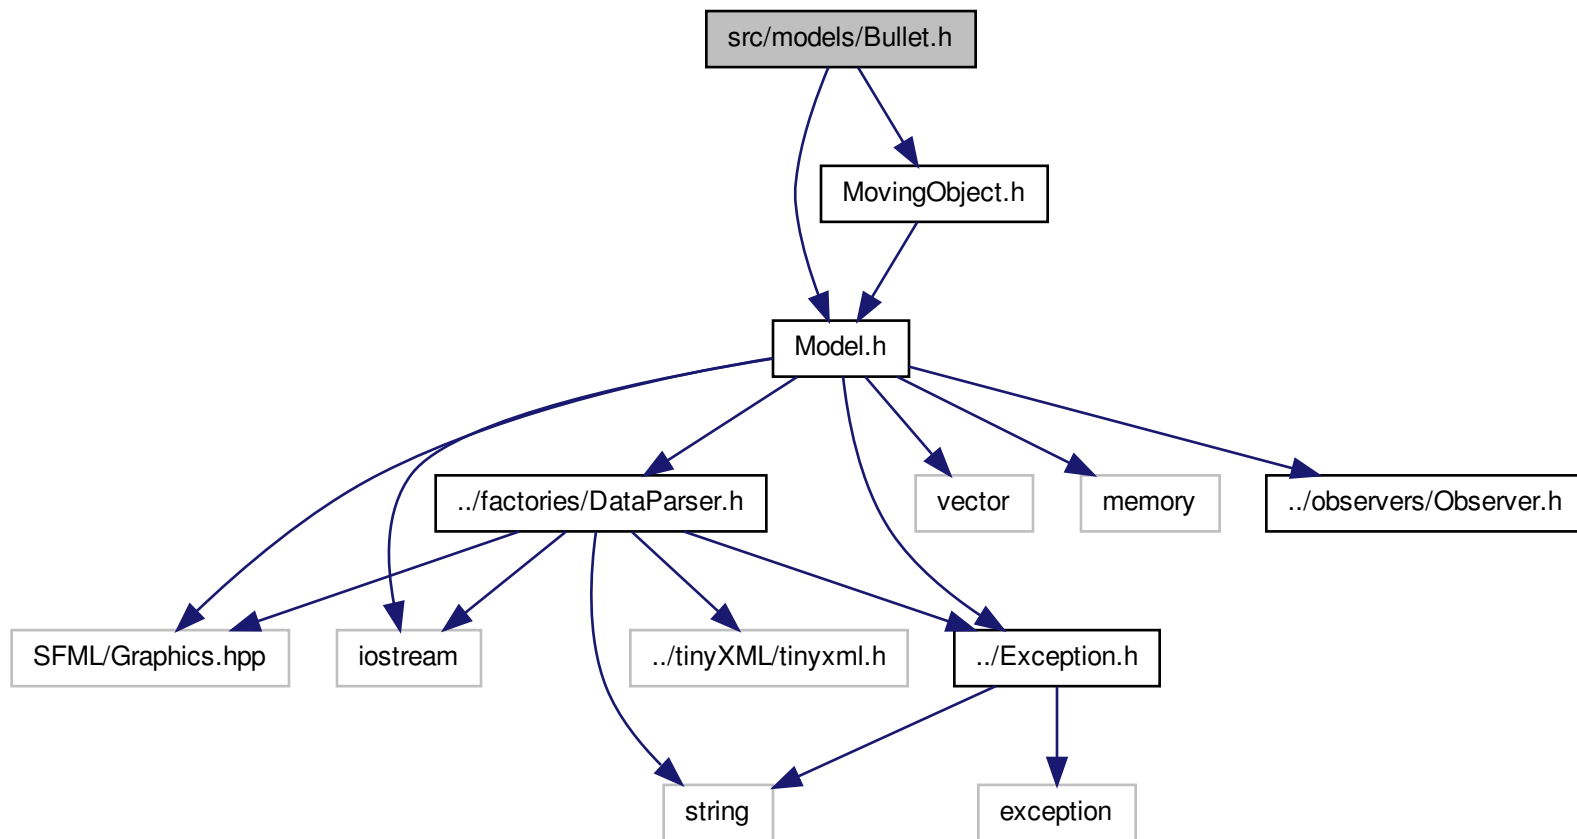 src/models/Bullet.h
MovingObject.h
Model.h
../factories/DataParser.h
vector
memory
../observers/Observer.h
SFML/Graphics.hpp
iostream
../tinyXML/tinyxml.h
../Exception.h
string
exception